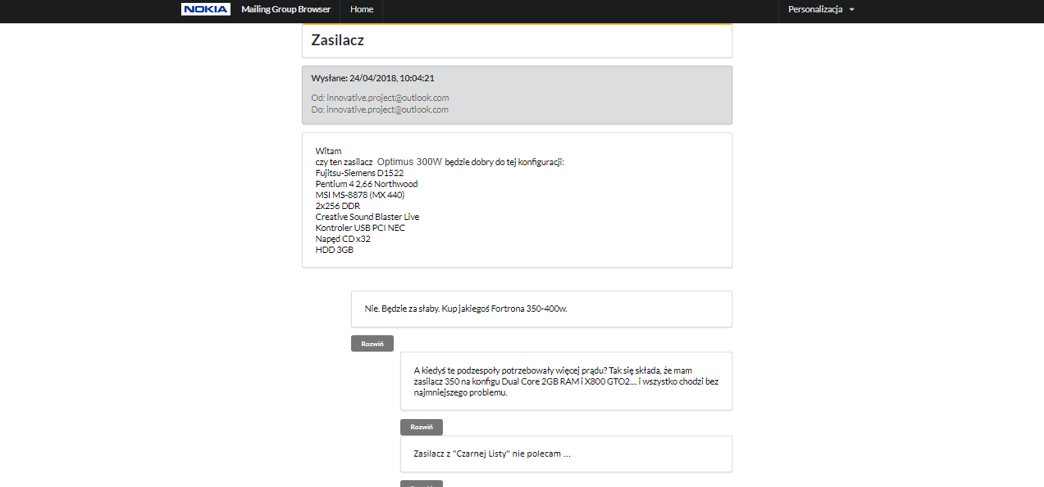 NOKIA Mailing Group Browser Home Personalizacja
Zasilacz
Wysłane: 24/04/2018, 10:04:21
Od: innovative.project@outlook.com
Do: innovative.project@outlook.com
Witam
czy ten zasilacz Optimus 300W będzie dobry do tej konfiguracji:
Fujitsu-Siemens D1522
Pentium 4 2,66 Northwood
MSI MS-8878 (MX 440)
2x256 DDR
Creative Sound Blaster Live
Kontroler USB PCI NEC
Napęd CD x32
HDD 3GB
Nie. Będzie za słaby. Kup jakiegoś Fortrona 350-400w.
Rozwiń
A kiedyś te podzespoły potrzebowały więcej prądu? Tak się składa, że mam
zasilacz 350 na konfigu Dual Core 2GB RAM i X800 GTO2.... i wszystko chodzi bez
najmniejszego problemu.
Rozwiń
Zasilacz z "Czarnej Listy" nie polecam ...